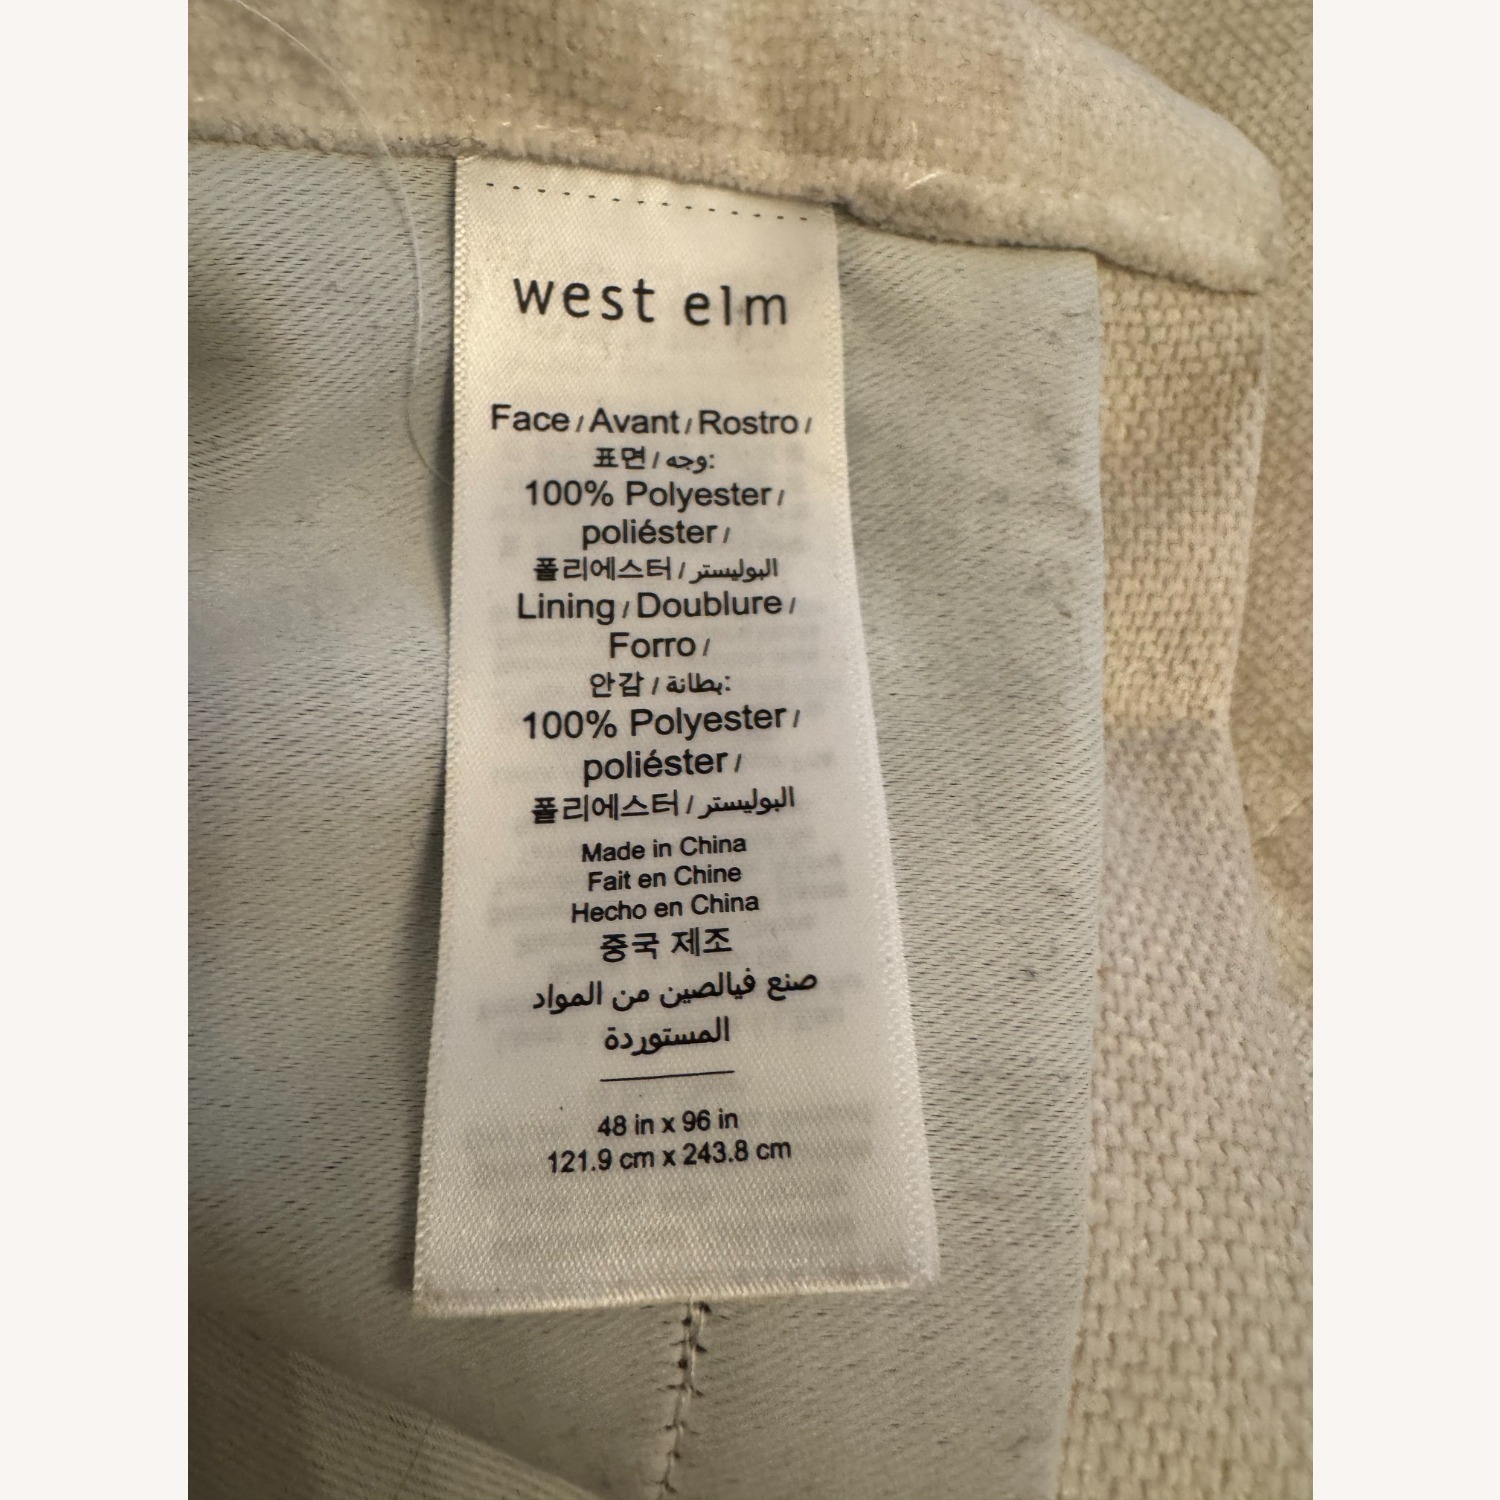 west elm
Face / Avant / Rostro /
표면 / وجه:
100% Polyester /
poliéster /
폴리에스터 / البوليستر
Lining / Doublure /
Forro /
안감 / بطانة:
100% Polyester /
poliéster /
폴리에스터 / البوليستر
Made in China
Fait en Chine
Hecho en China
중국 제조
صنع فيالصين من المواد
المستوردة
48 in x 96 in
121.9 cm x 243.8 cm